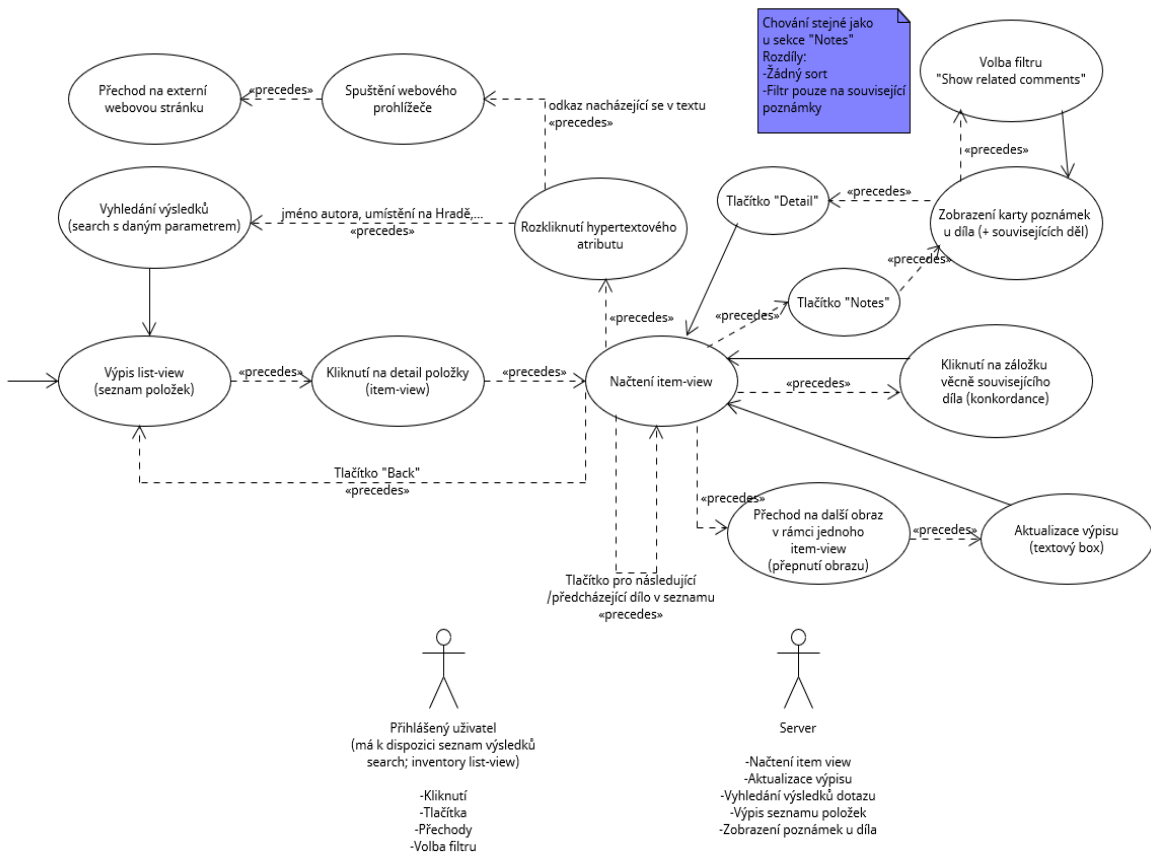 Chování stejné jako
u sekce "Notes"
Rozdíly:
-Žádný sort
-Filtr pouze na související
poznámky
Volba filtru
"Show related comments"
Přechod na externí
webovou stránku
«precedes»
Spuštění webového
prohlížeče
odkaz nacházející se v textu
«precedes»
«precedes»
Vyhledání výsledků
(search s daným parametrem)
jméno autora, umístění na Hradě,...
«precedes»
Rozkliknutí hypertextového
atributu
Tlačítko "Detail"
«precedes»
Zobrazení karty poznámek
u díla (+ souvisejících děl)
«precedes»
Tlačítko "Notes"
«precedes»
«precedes»
Výpis list-view
(seznam položek)
«precedes»
Kliknutí na detail položky
(item-view)
«precedes»
Načtení item-view
«precedes»
Kliknutí na záložku
věcně souvisejícího
díla (konkordance)
Tlačítko "Back"
«precedes»
«precedes»
Přechod na další obraz
v rámci jednoho
item-view
(přepnutí obrazu)
«precedes»
Aktualizace výpisu
(textový box)
Tlačítko pro následující
/předcházející dílo v seznamu
«precedes»
Přihlášený uživatel
(má k dispozici seznam výsledků
search; inventory list-view)
-Kliknutí
-Tlačítka
-Přechody
-Volba filtru
Server
-Načtení item view
-Aktualizace výpisu
-Vyhledání výsledků dotazu
-Výpis seznamu položek
-Zobrazení poznámek u díla